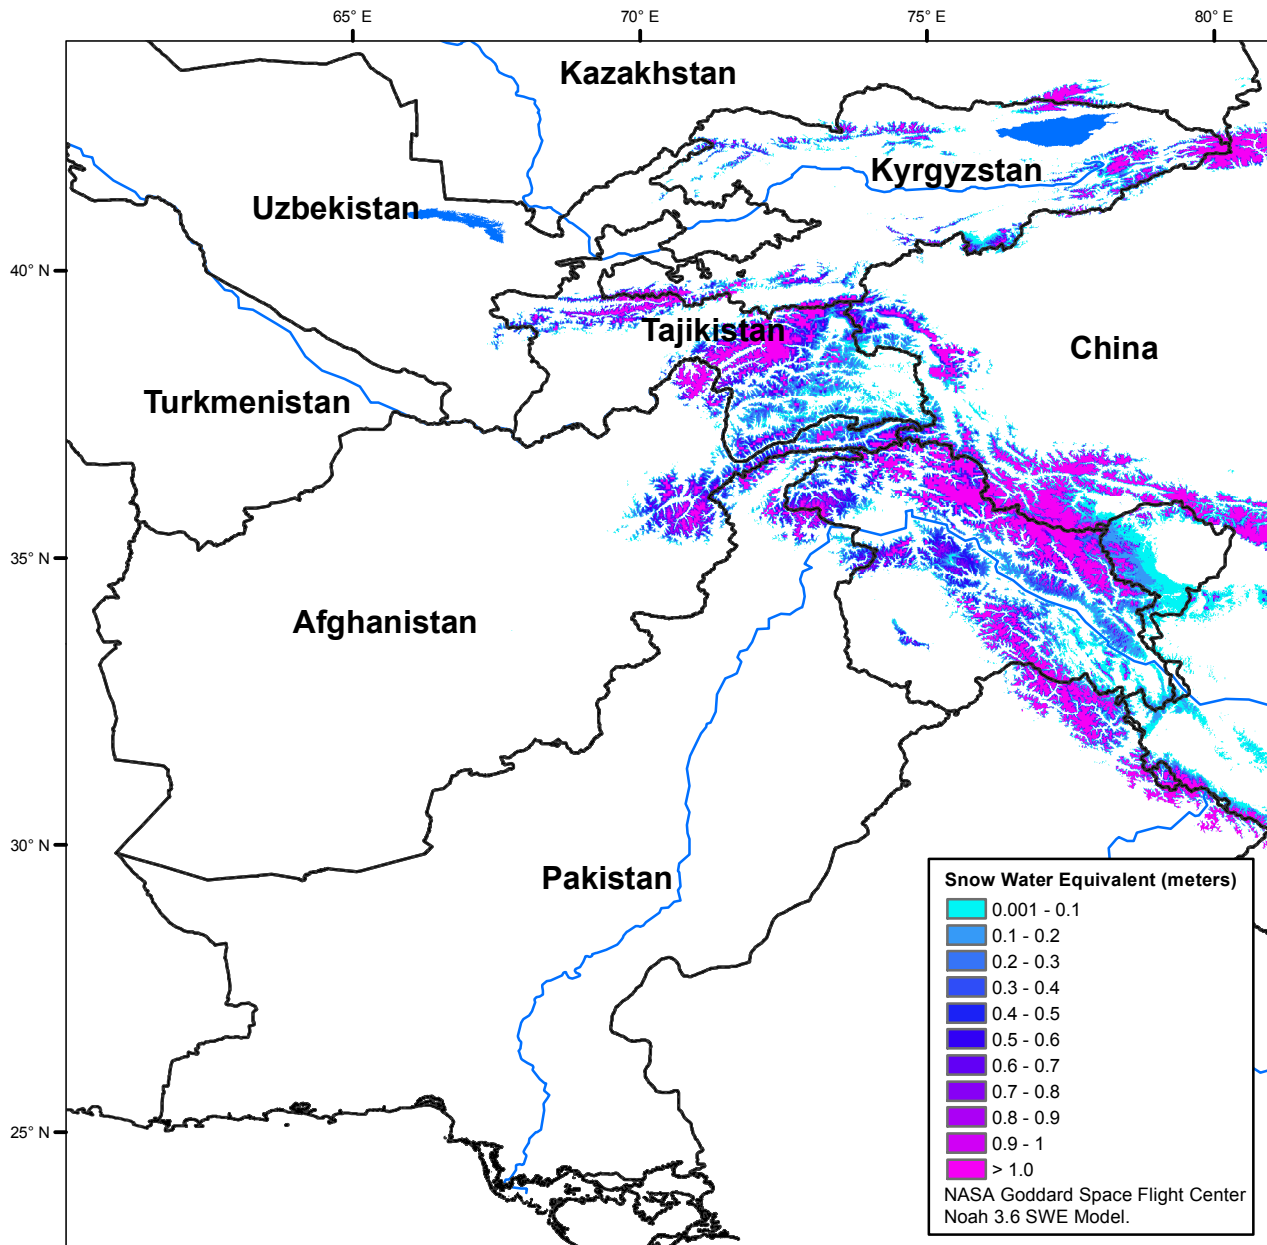 65° E
70° E
75° E
80° E
Kazakhstan
Kyrgyzstan
Uzbekistan
40° N
Tajikistan
China
Turkmenistan
35° N
Afghanistan
30° N
Pakistan
25° N
Snow Water Equivalent (meters)
0.001 - 0.1
0.1 - 0.2
0.2 - 0.3
0.3 - 0.4
0.4 - 0.5
0.5 - 0.6
0.6 - 0.7
0.7 - 0.8
0.8 - 0.9
0.9 - 1
> 1.0
NASA Goddard Space Flight Center
Noah 3.6 SWE Model.